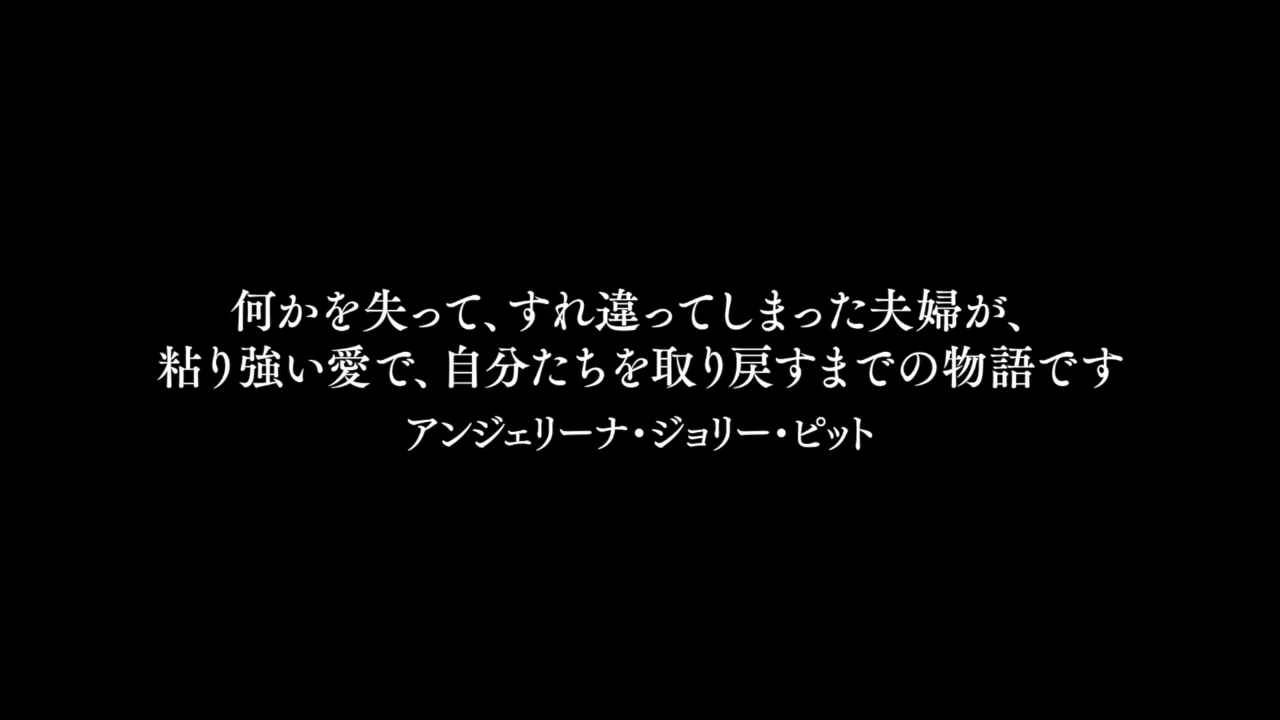 何かを失って、すれ違ってしまった夫婦が、
粘り強い愛で、自分たちを取り戻すまでの物語です
アンジェリーナ・ジョリー・ピット